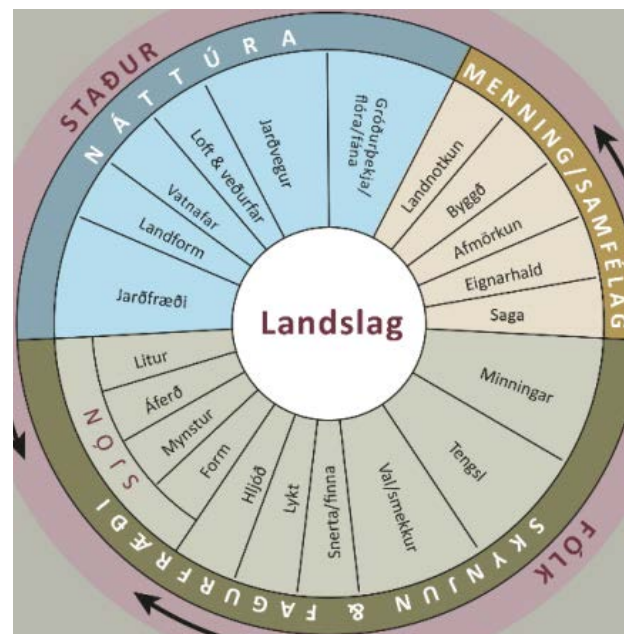 STAÐUR
NÁTTÚRA
Jarðfræði
Landform
Vatnafar
Loft & veðurfar
Jarðvegur
Gróðurþekja/
flóra/fána
MENNING/SAMFÉLAG
Landnotkun
Byggð
Afmörkun
Eignarhald
Saga
Landslag
FÓLK
SKYNJUN & FAGURFRÆÐI
Minningar
Tengsl
Val/smekkur
Snerta/finna
Lykt
Hljóð
SJÓN
Form
Mynstur
Áferð
Litur